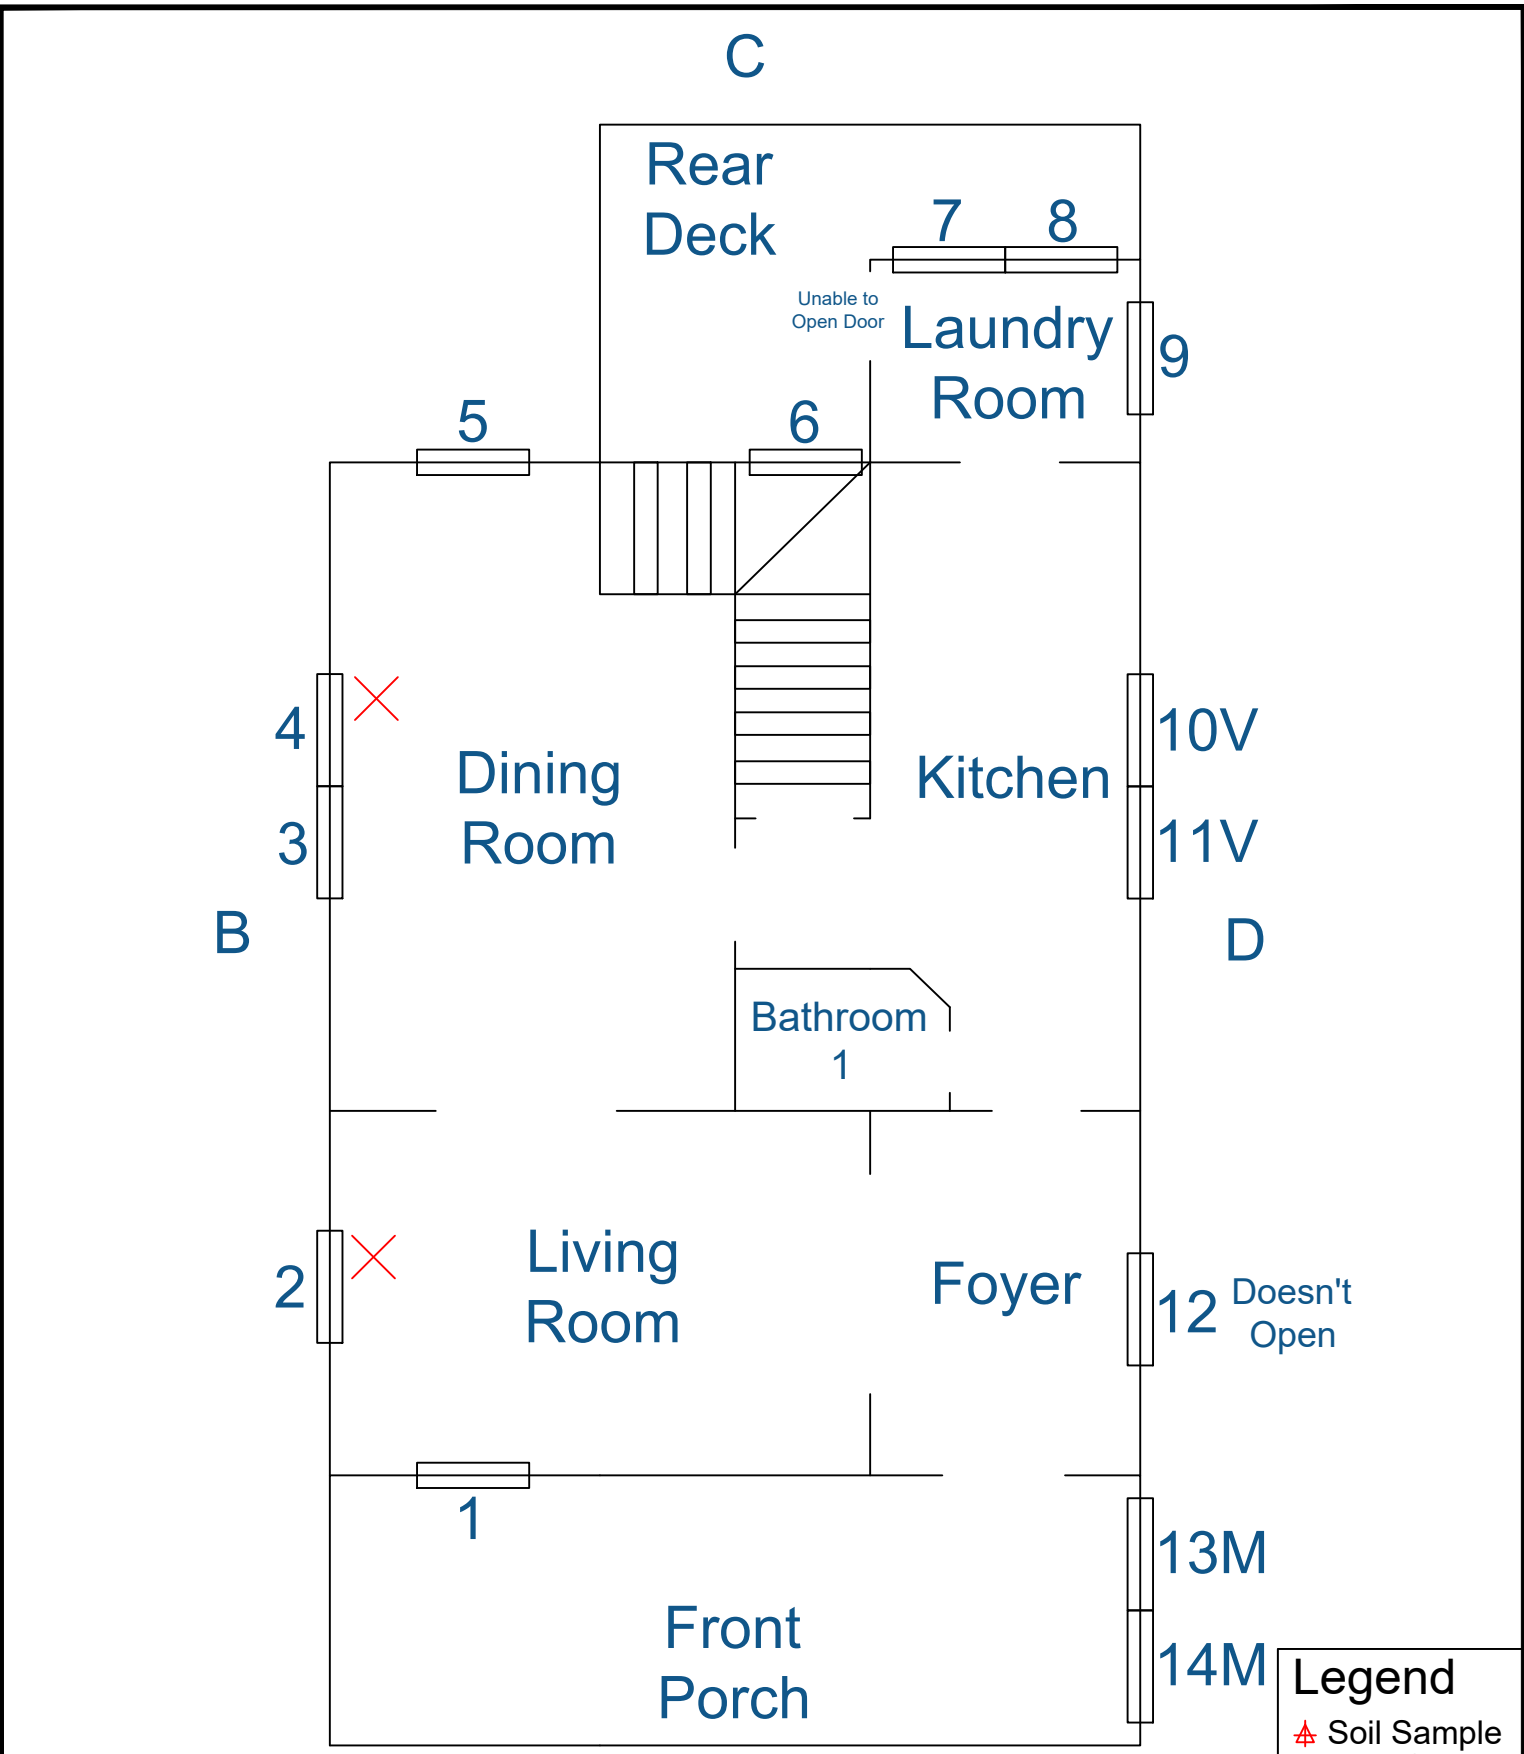 C
Rear
Deck
7
8
Unable to
Open Door
Laundry
Room
9
5
6
4
10V
Dining
Room
Kitchen
3
11V
B
D
Bathroom
1
Living
Room
2
Foyer
12
Doesn't
Open
1
13M
Front
Porch
14M
Legend
Soil Sample